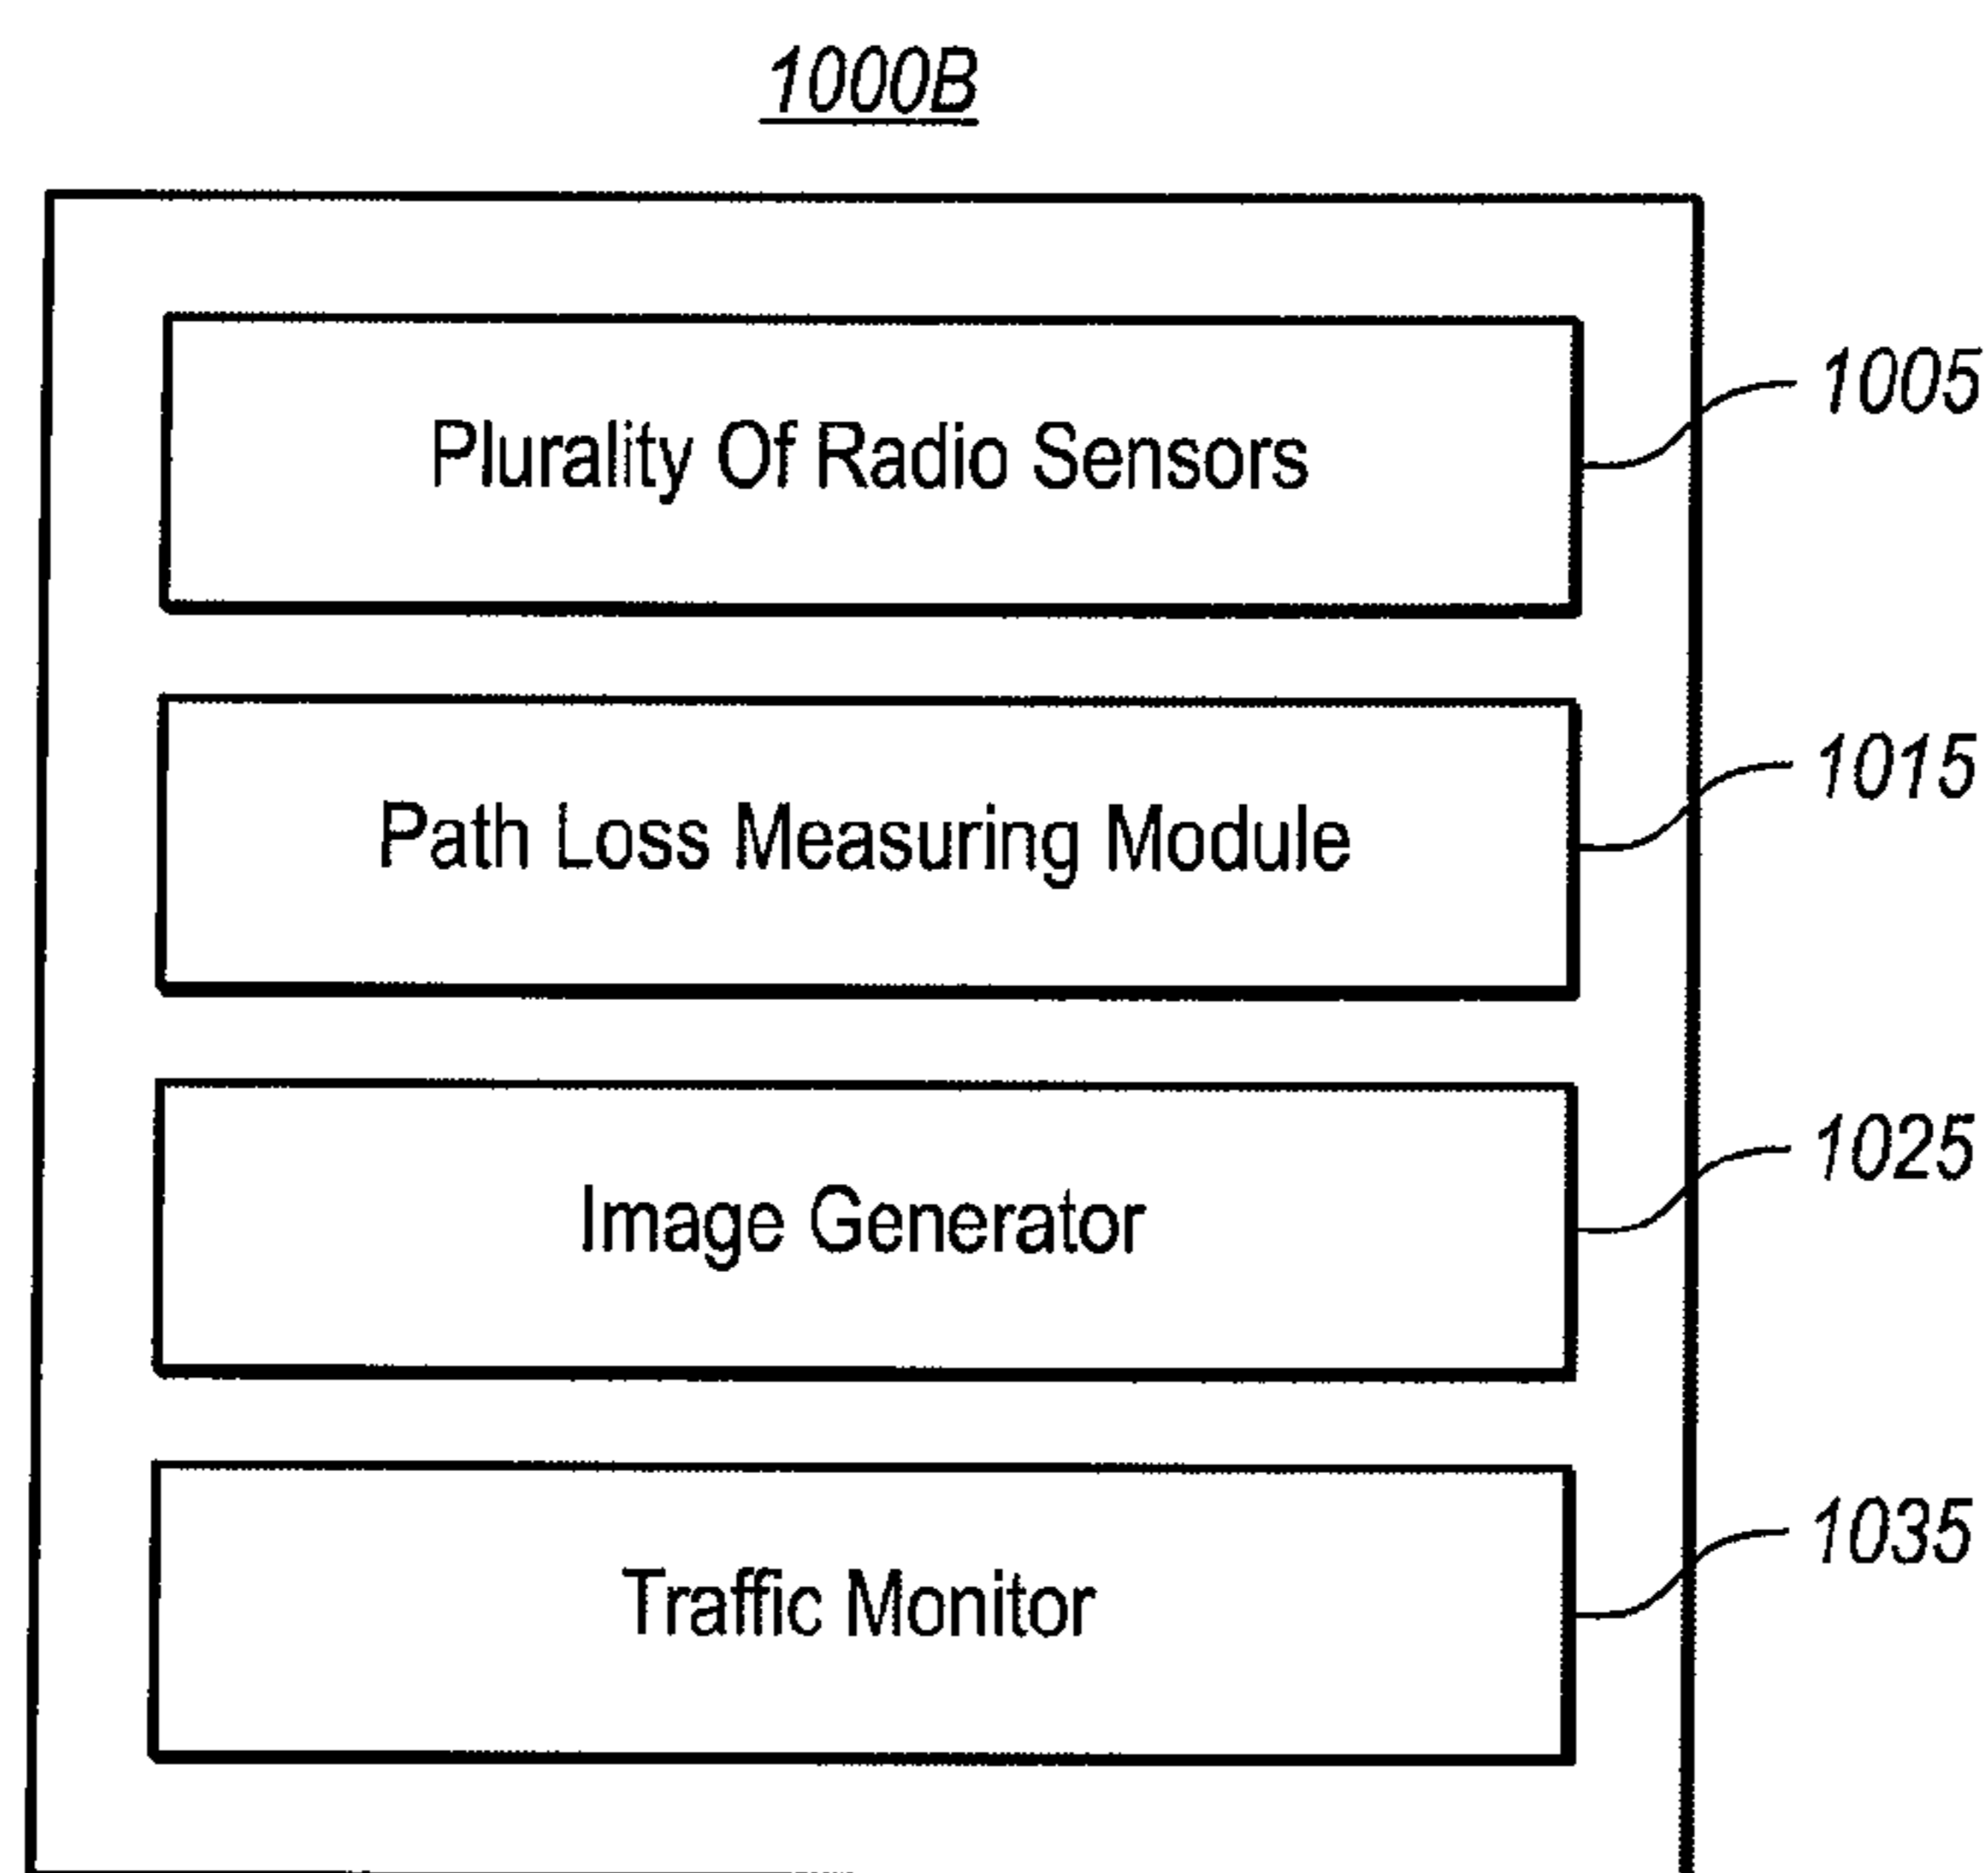 1000B
Plurality Of Radio Sensors
1005
Path Loss Measuring Module
1015
Image Generator
1025
Traffic Monitor
1035